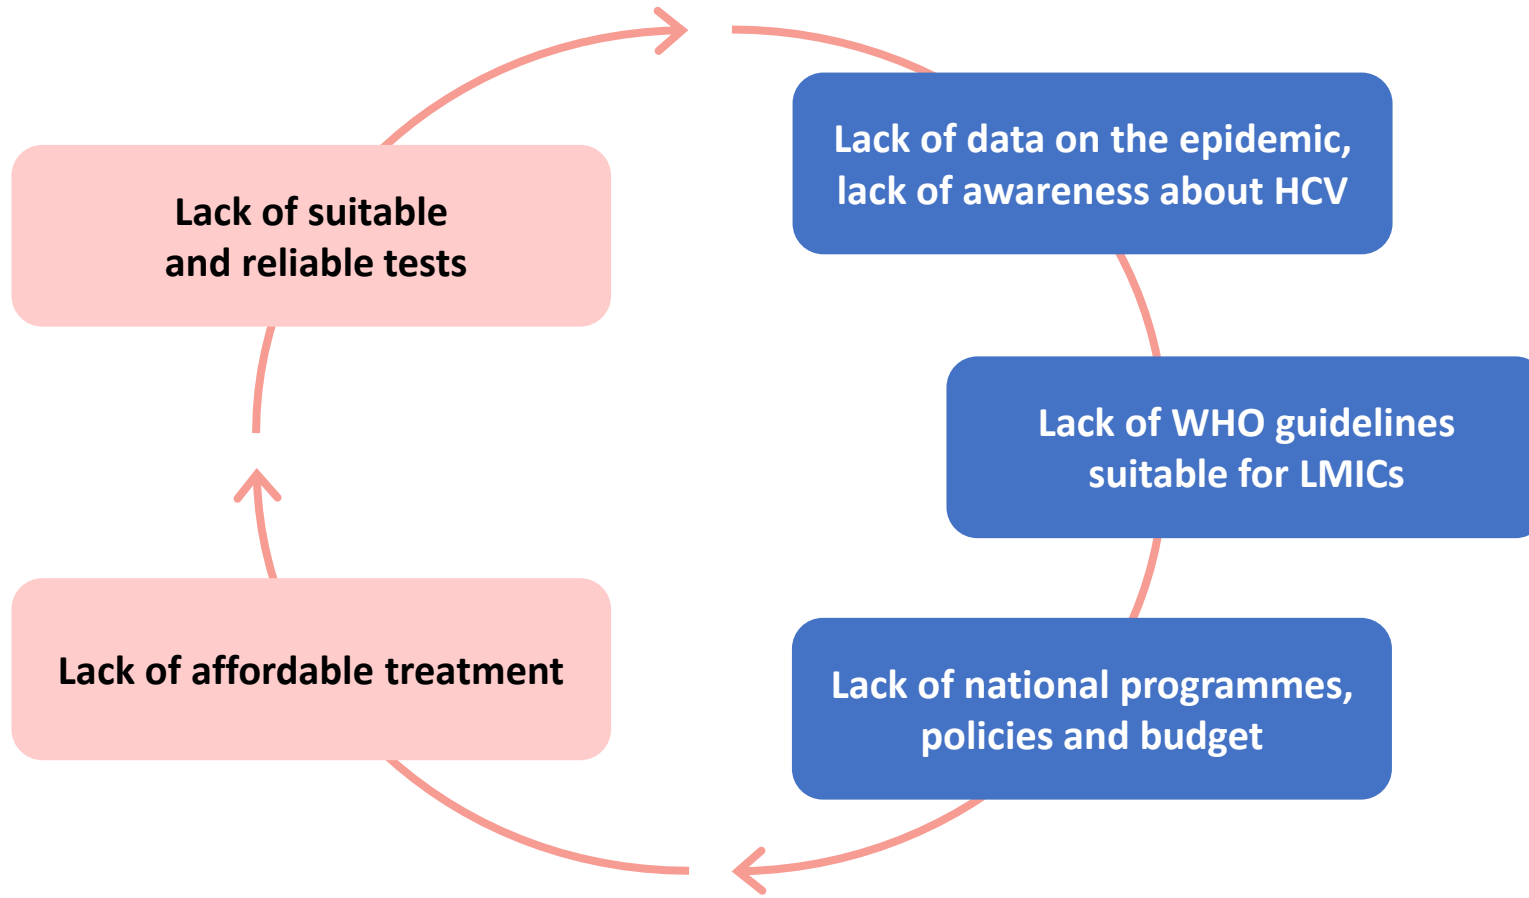 Lack of data on the epidemic,
lack of awareness about HCV
Lack of suitable
and reliable tests
Lack of WHO guidelines
suitable for LMICs
Lack of affordable treatment
Lack of national programmes,
policies and budget